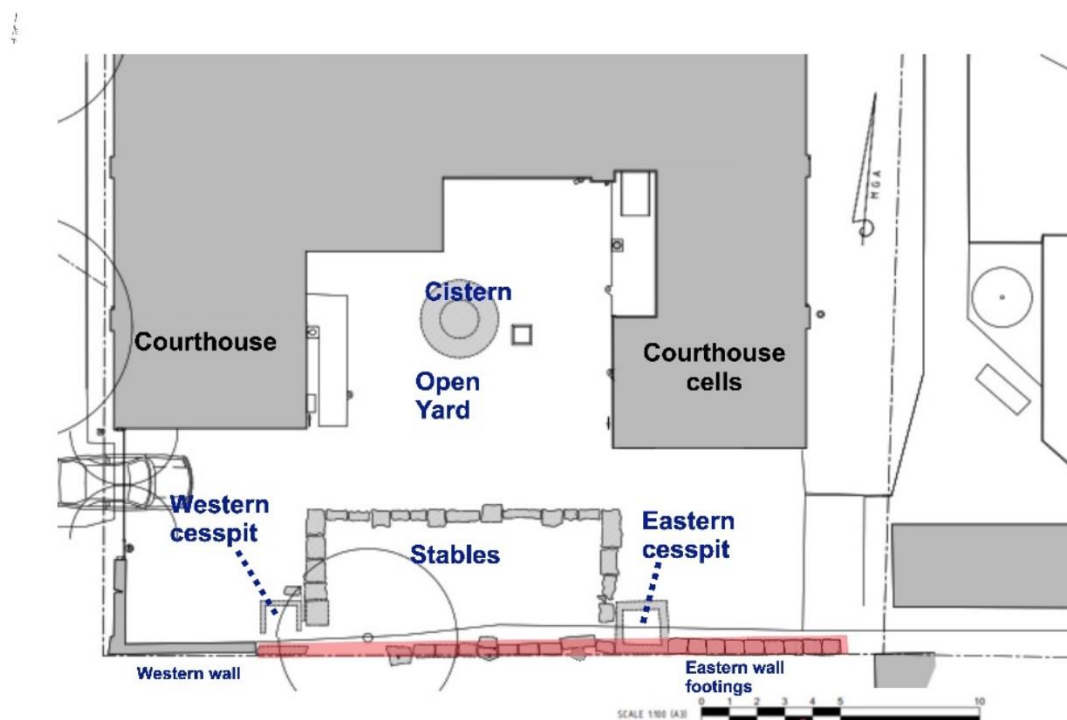 MGA
Cistern
Courthouse
Courthouse
cells
Open
Yard
Western
cesspit
Eastern
cesspit
Stables
Western wall
Eastern wall
footings
SCALE 1:100 (A3)
0 1 2 3 4 5 10